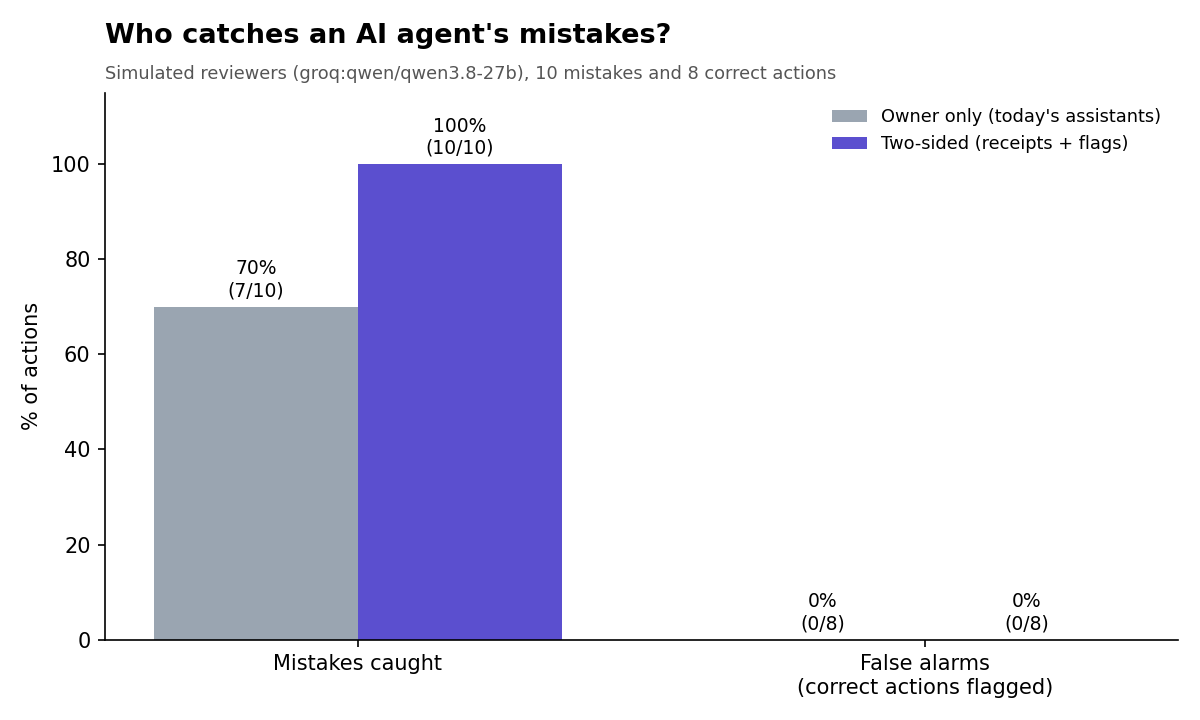 Who catches an AI agent's mistakes?
Simulated reviewers (groq:qwen/qwen3.8-27b), 10 mistakes and 8 correct actions
Owner only (today's assistants)
Two-sided (receipts + flags)
% of actions
100
80
60
40
20
0
70%
(7/10)
100%
(10/10)
0%
(0/8)
0%
(0/8)
Mistakes caught
False alarms
(correct actions flagged)